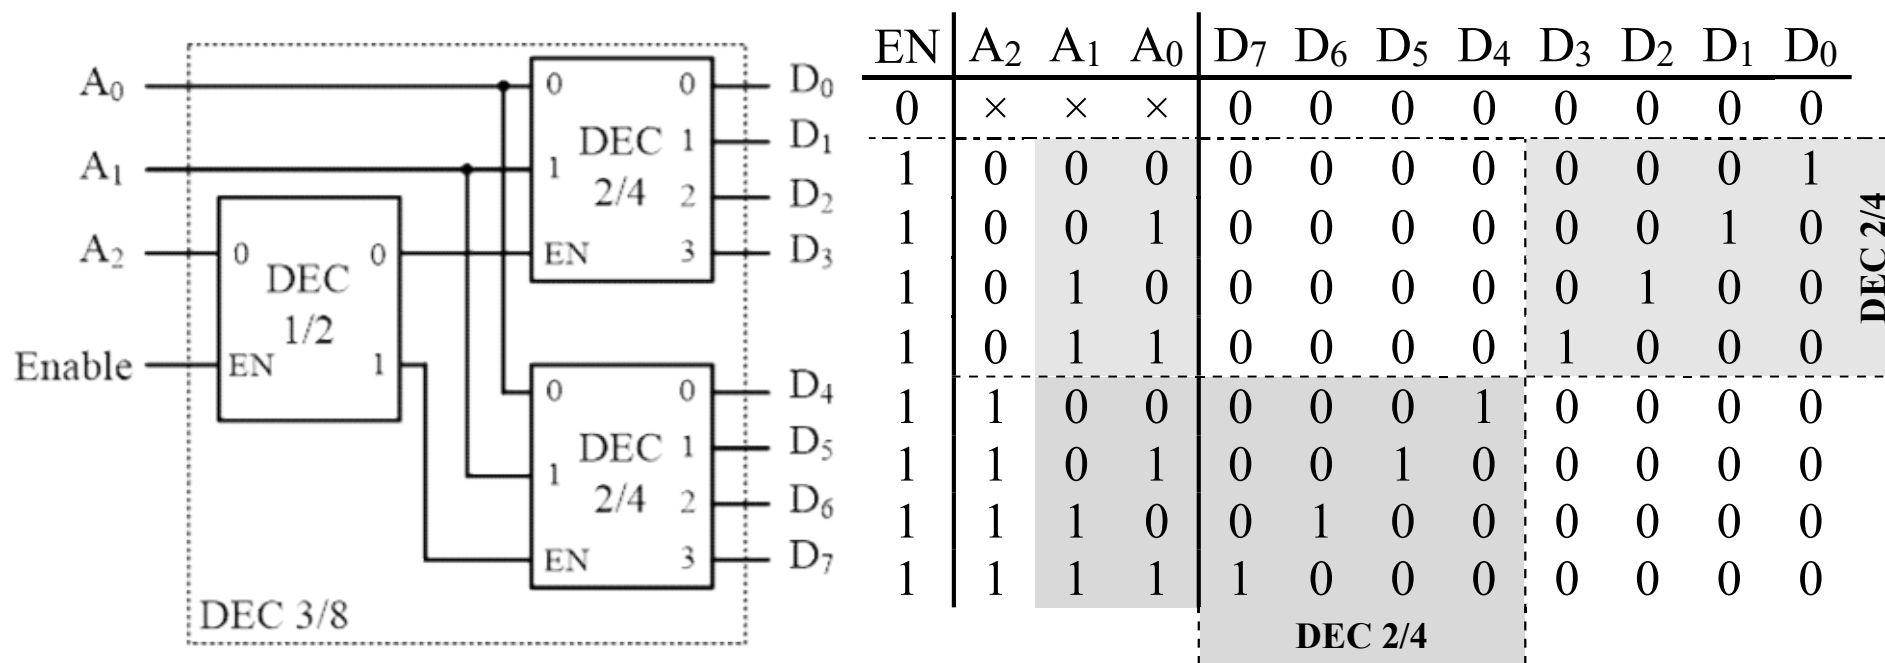 A₀ 0 0 D₀
DEC 1 D₁
A₁ 1
2/4 2 D₂
A₂ 0 0 EN 3 D₃
DEC
1/2
Enable EN 1
0 0 D₄
DEC 1 D₅
1
2/4 2 D₆
EN 3 D₇
DEC 3/8
EN A₂ A₁ A₀ D₇ D₆ D₅ D₄ D₃ D₂ D₁ D₀
0 × × × 0 0 0 0 0 0 0 0
1 0 0 0 0 0 0 0 0 0 0 1
1 0 0 1 0 0 0 0 0 0 1 0
1 0 1 0 0 0 0 0 0 1 0 0
1 0 1 1 0 0 0 0 1 0 0 0
DEC 2/4
1 1 0 0 0 0 0 1 0 0 0 0
1 1 0 1 0 0 1 0 0 0 0 0
1 1 1 0 0 1 0 0 0 0 0 0
1 1 1 1 1 0 0 0 0 0 0 0
DEC 2/4